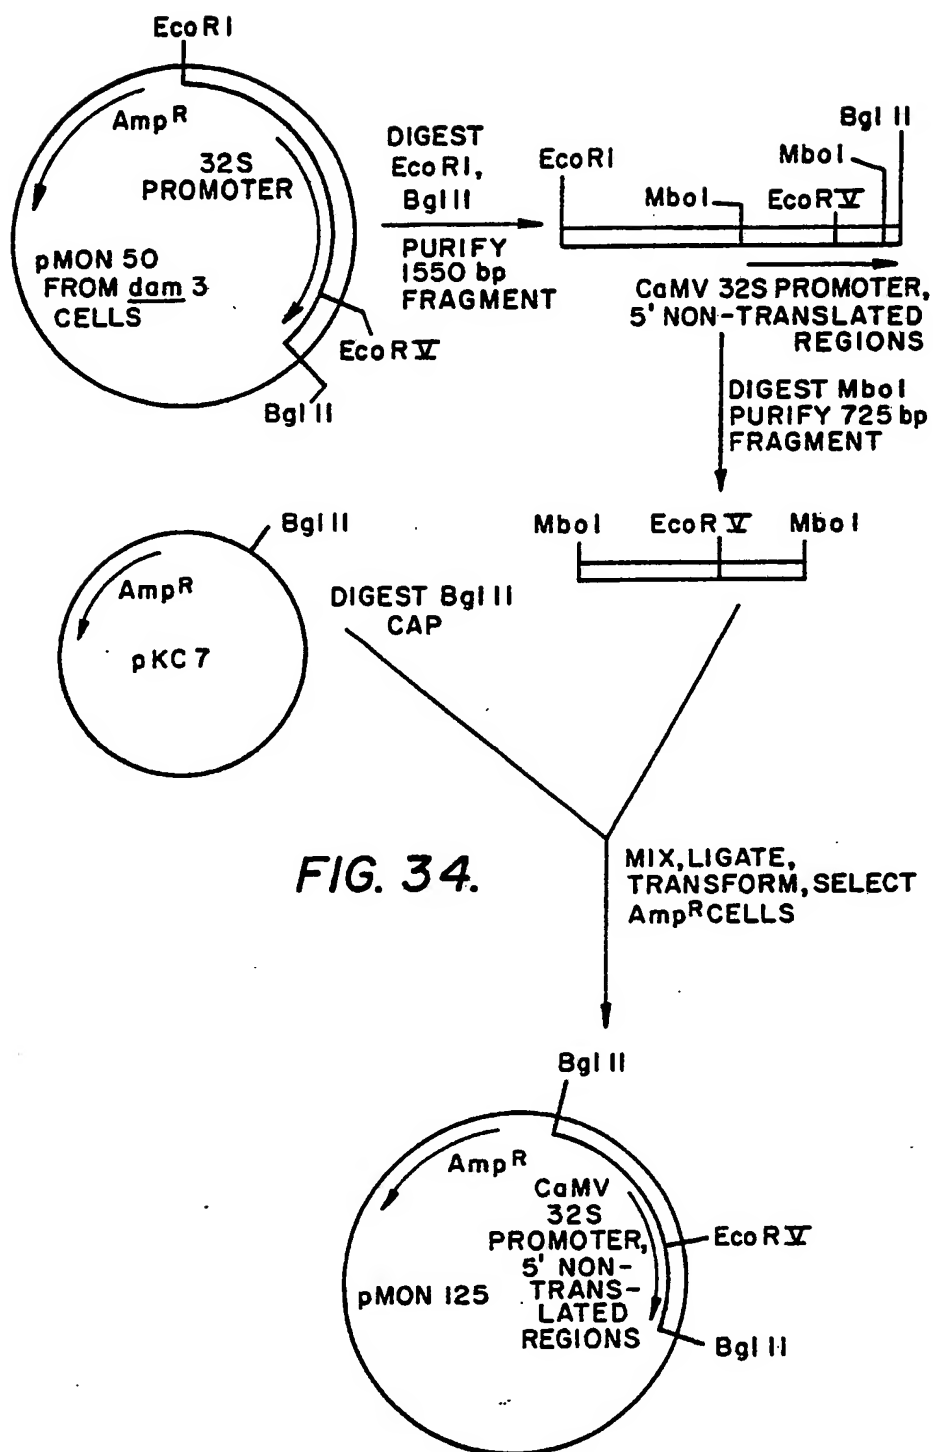 EcoRI
AmpR
32S
PROMOTER
pMON 50
FROM dam 3
CELLS
EcoRV
BglII
DIGEST
EcoRI,
BglII
PURIFY
1550 bp
FRAGMENT
EcoRI
MboI
EcoRV
MboI
BglII
CaMV 32S PROMOTER,
5' NON-TRANSLATED
REGIONS
DIGEST MboI
PURIFY 725 bp
FRAGMENT
MboI
EcoRV
MboI
BglII
AmpR
pKC7
DIGEST BglII
CAP
FIG. 34.
MIX, LIGATE,
TRANSFORM, SELECT
AmpR CELLS
BglII
AmpR
CaMV
32S
PROMOTER,
5' NON-
TRANS-
LATED
REGIONS
pMON 125
EcoRV
BglII